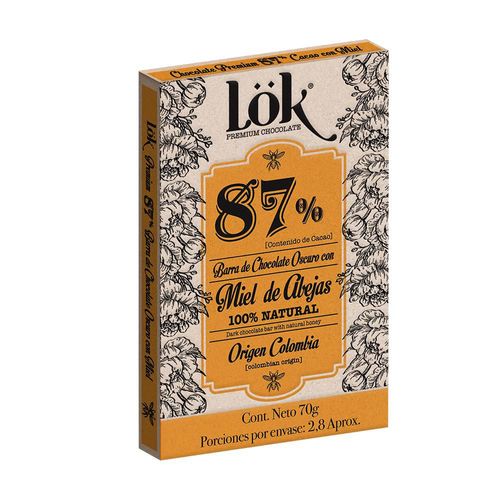 Chocolate Premium 87% Cacao con Miel
Lök®
PREMIUM CHOCOLATE
87%
[Contenido de Cacao]
Barra de Chocolate Oscuro con
Miel de Abejas
100% NATURAL
Dark chocolate bar with natural honey
Origen Colombia
[colombian origin]
Cont. Neto 70g
Porciones por envase: 2,8 Aprox.
Lök Premium 87% Barra de Chocolate Oscuro con Miel